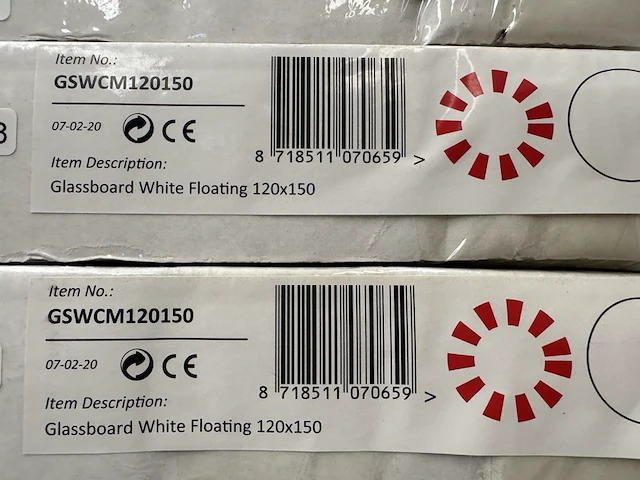 Item No.:
GSWCM120150
07-02-20 CE
8 718511 070659 >
Item Description:
Glassboard White Floating 120x150
Item No.:
GSWCM120150
07-02-20 CE
8 718511 070659 >
Item Description:
Glassboard White Floating 120x150